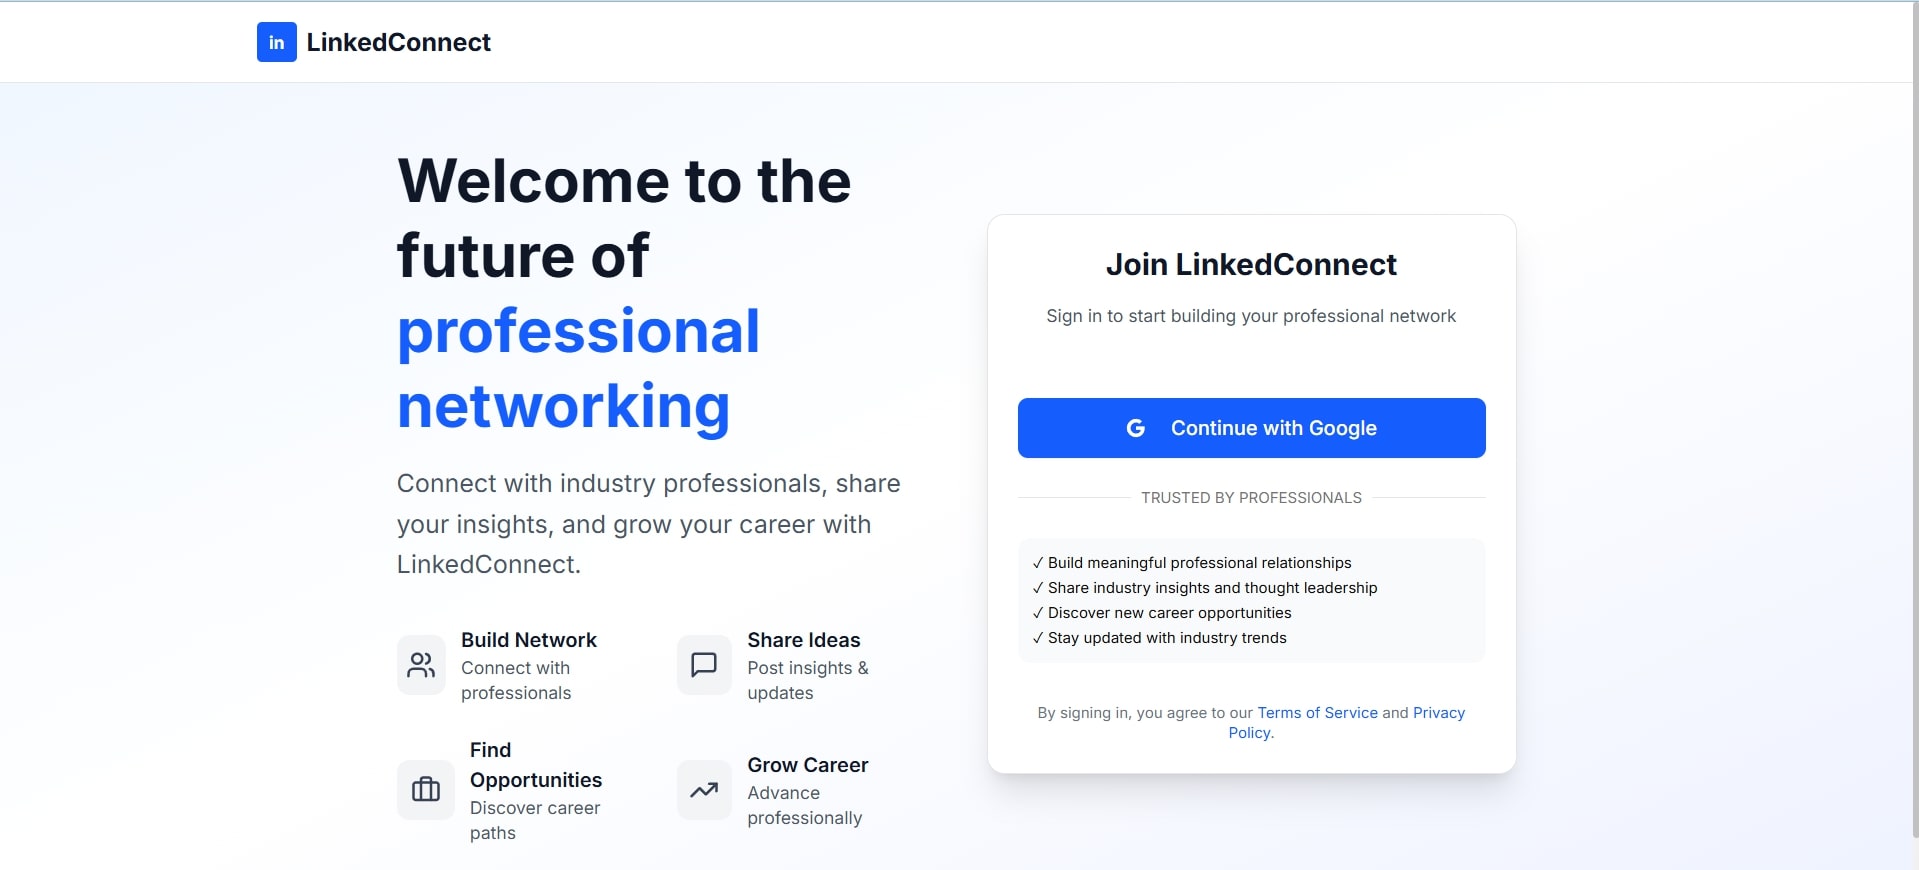 in LinkedConnect
Welcome to the
future of
professional
networking
Connect with industry professionals, share
your insights, and grow your career with
LinkedConnect.
Build Network
Connect with
professionals
Share Ideas
Post insights &
updates
Find
Opportunities
Discover career
paths
Grow Career
Advance
professionally
Join LinkedConnect
Sign in to start building your professional network
G Continue with Google
TRUSTED BY PROFESSIONALS
✓ Build meaningful professional relationships
✓ Share industry insights and thought leadership
✓ Discover new career opportunities
✓ Stay updated with industry trends
By signing in, you agree to our Terms of Service and Privacy
Policy.